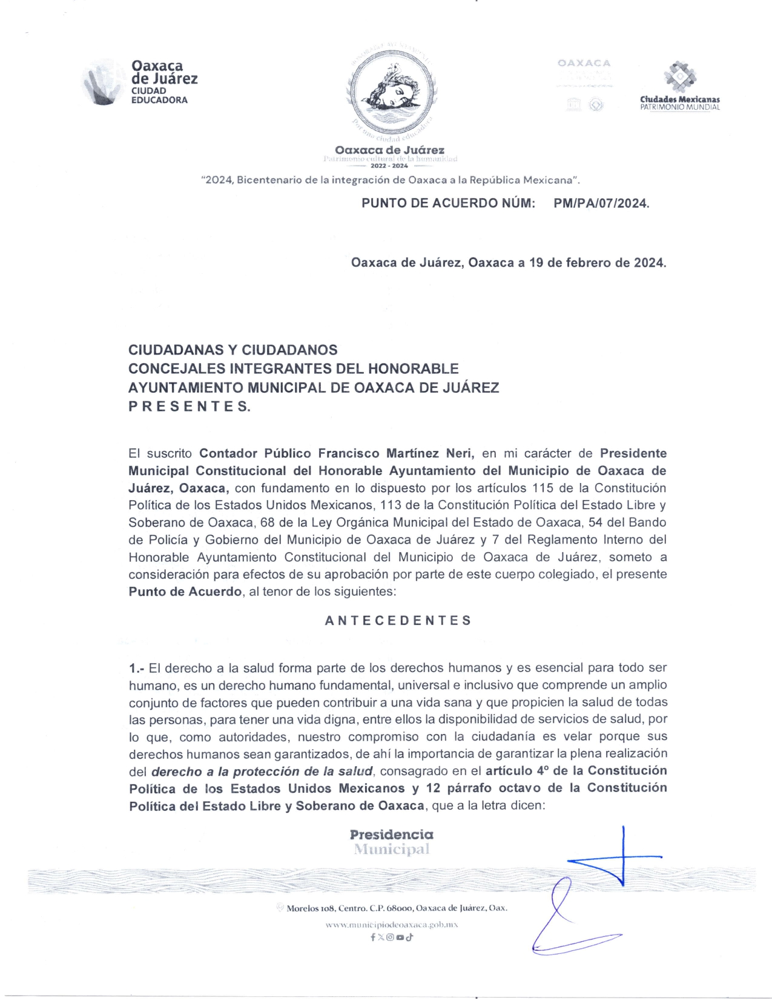 Oaxaca
de Juárez
CIUDAD
EDUCADORA
Por una ciudad educadora
Oaxaca de Juárez
Patrimonio cultural de la humanidad
2022 - 2024
OAXACA
Ciudades Mexicanas
PATRIMONIO MUNDIAL
“2024, Bicentenario de la integración de Oaxaca a la República Mexicana”.
PUNTO DE ACUERDO NÚM: PM/PA/07/2024.
Oaxaca de Juárez, Oaxaca a 19 de febrero de 2024.
CIUDADANAS Y CIUDADANOS
CONCEJALES INTEGRANTES DEL HONORABLE
AYUNTAMIENTO MUNICIPAL DE OAXACA DE JUÁREZ
P R E S E N T E S.
El suscrito Contador Público Francisco Martínez Neri, en mi carácter de Presidente
Municipal Constitucional del Honorable Ayuntamiento del Municipio de Oaxaca de
Juárez, Oaxaca, con fundamento en lo dispuesto por los artículos 115 de la Constitución
Política de los Estados Unidos Mexicanos, 113 de la Constitución Política del Estado Libre y
Soberano de Oaxaca, 68 de la Ley Orgánica Municipal del Estado de Oaxaca, 54 del Bando
de Policía y Gobierno del Municipio de Oaxaca de Juárez y 7 del Reglamento Interno del
Honorable Ayuntamiento Constitucional del Municipio de Oaxaca de Juárez, someto a
consideración para efectos de su aprobación por parte de este cuerpo colegiado, el presente
Punto de Acuerdo, al tenor de los siguientes:
A N T E C E D E N T E S
1.- El derecho a la salud forma parte de los derechos humanos y es esencial para todo ser
humano, es un derecho humano fundamental, universal e inclusivo que comprende un amplio
conjunto de factores que pueden contribuir a una vida sana y que propicien la salud de todas
las personas, para tener una vida digna, entre ellos la disponibilidad de servicios de salud, por
lo que, como autoridades, nuestro compromiso con la ciudadanía es velar porque sus
derechos humanos sean garantizados, de ahí la importancia de garantizar la plena realización
del derecho a la protección de la salud, consagrado en el artículo 4º de la Constitución
Política de los Estados Unidos Mexicanos y 12 párrafo octavo de la Constitución
Política del Estado Libre y Soberano de Oaxaca, que a la letra dicen:
Presidencia
Municipal
Morelos 108, Centro. C.P. 68000, Oaxaca de Juárez, Oax.
www.municipiodeoaxaca.gob.mx